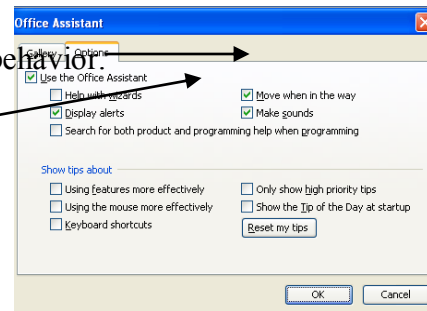 Office Assistant
behavior.
Gallery Options
Use the Office Assistant
Help with wizards Move when in the way
Display alerts Make sounds
Search for both product and programming help when programming
Show tips about
Using features more effectively Only show high priority tips
Using the mouse more effectively Show the Tip of the Day at startup
Keyboard shortcuts Reset my tips
OK Cancel